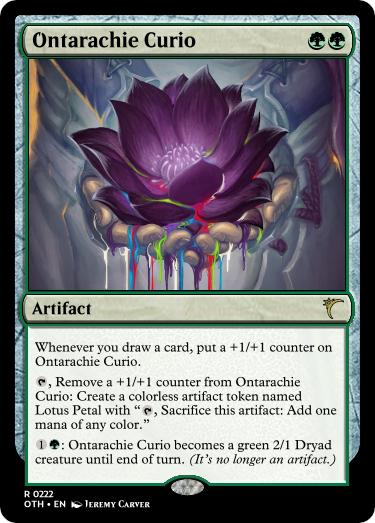 Ontarachie Curio
Artifact
Whenever you draw a card, put a +1/+1 counter on
Ontarachie Curio.
, Remove a +1/+1 counter from Ontarachie
Curio: Create a colorless artifact token named
Lotus Petal with “, Sacrifice this artifact: Add one
mana of any color.”
1: Ontarachie Curio becomes a green 2/1 Dryad
creature until end of turn. (It's no longer an artifact.)
R 0222
OTH • EN Jeremy Carver